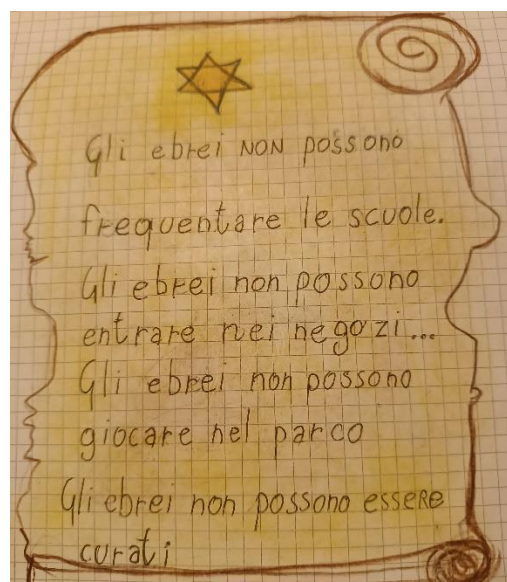 Gli ebrei NON possono
frequentare le scuole.
Gli ebrei non possono
entrare nei negozi...
Gli ebrei non possono
giocare nel parco
Gli ebrei non possono essere
curati